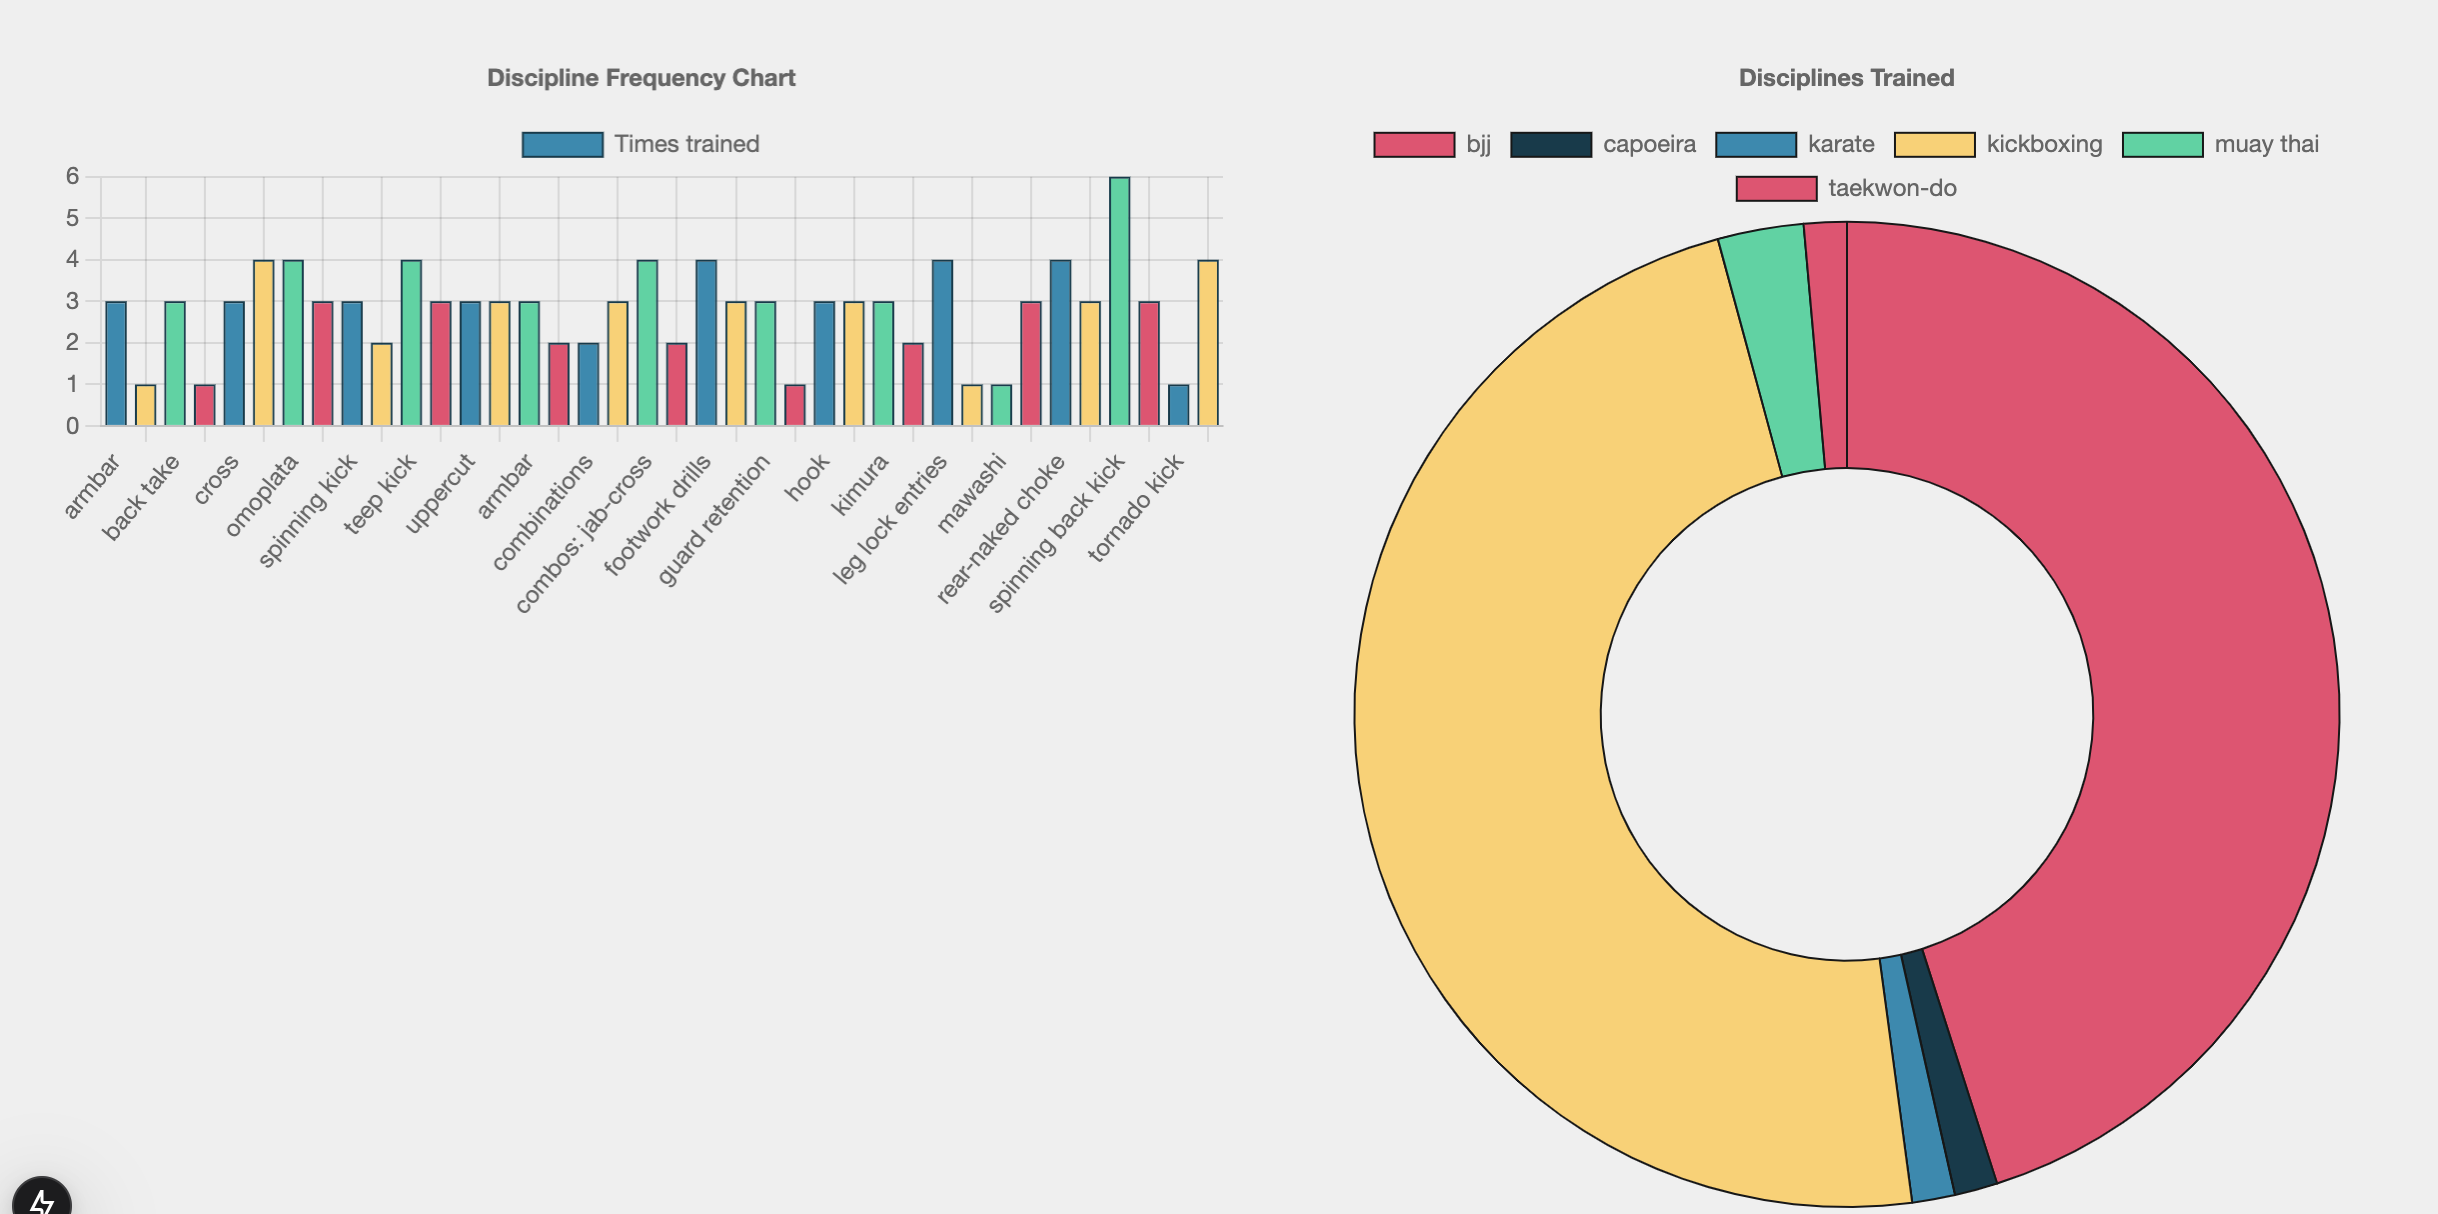 Discipline Frequency Chart
Times trained
6
5
4
3
2
1
0
armbar
back take
cross
omoplata
spinning kick
teep kick
uppercut
armbar
combinations
combos: jab-cross
footwork drills
guard retention
hook
kimura
leg lock entries
mawashi
rear-naked choke
spinning back kick
tornado kick
Disciplines Trained
bjj capoeira karate kickboxing muay thai
taekwon-do